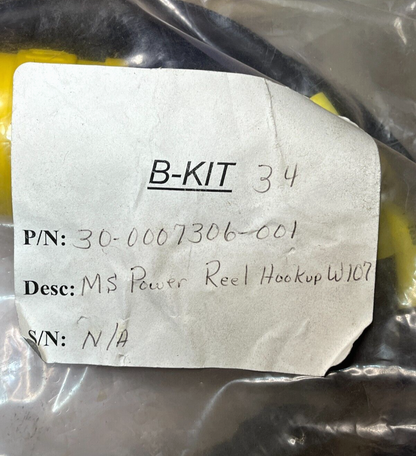 B-KIT 34
P/N: 30-0007306-001
Desc: MS Power Reel Hookup W107
S/N: N/A